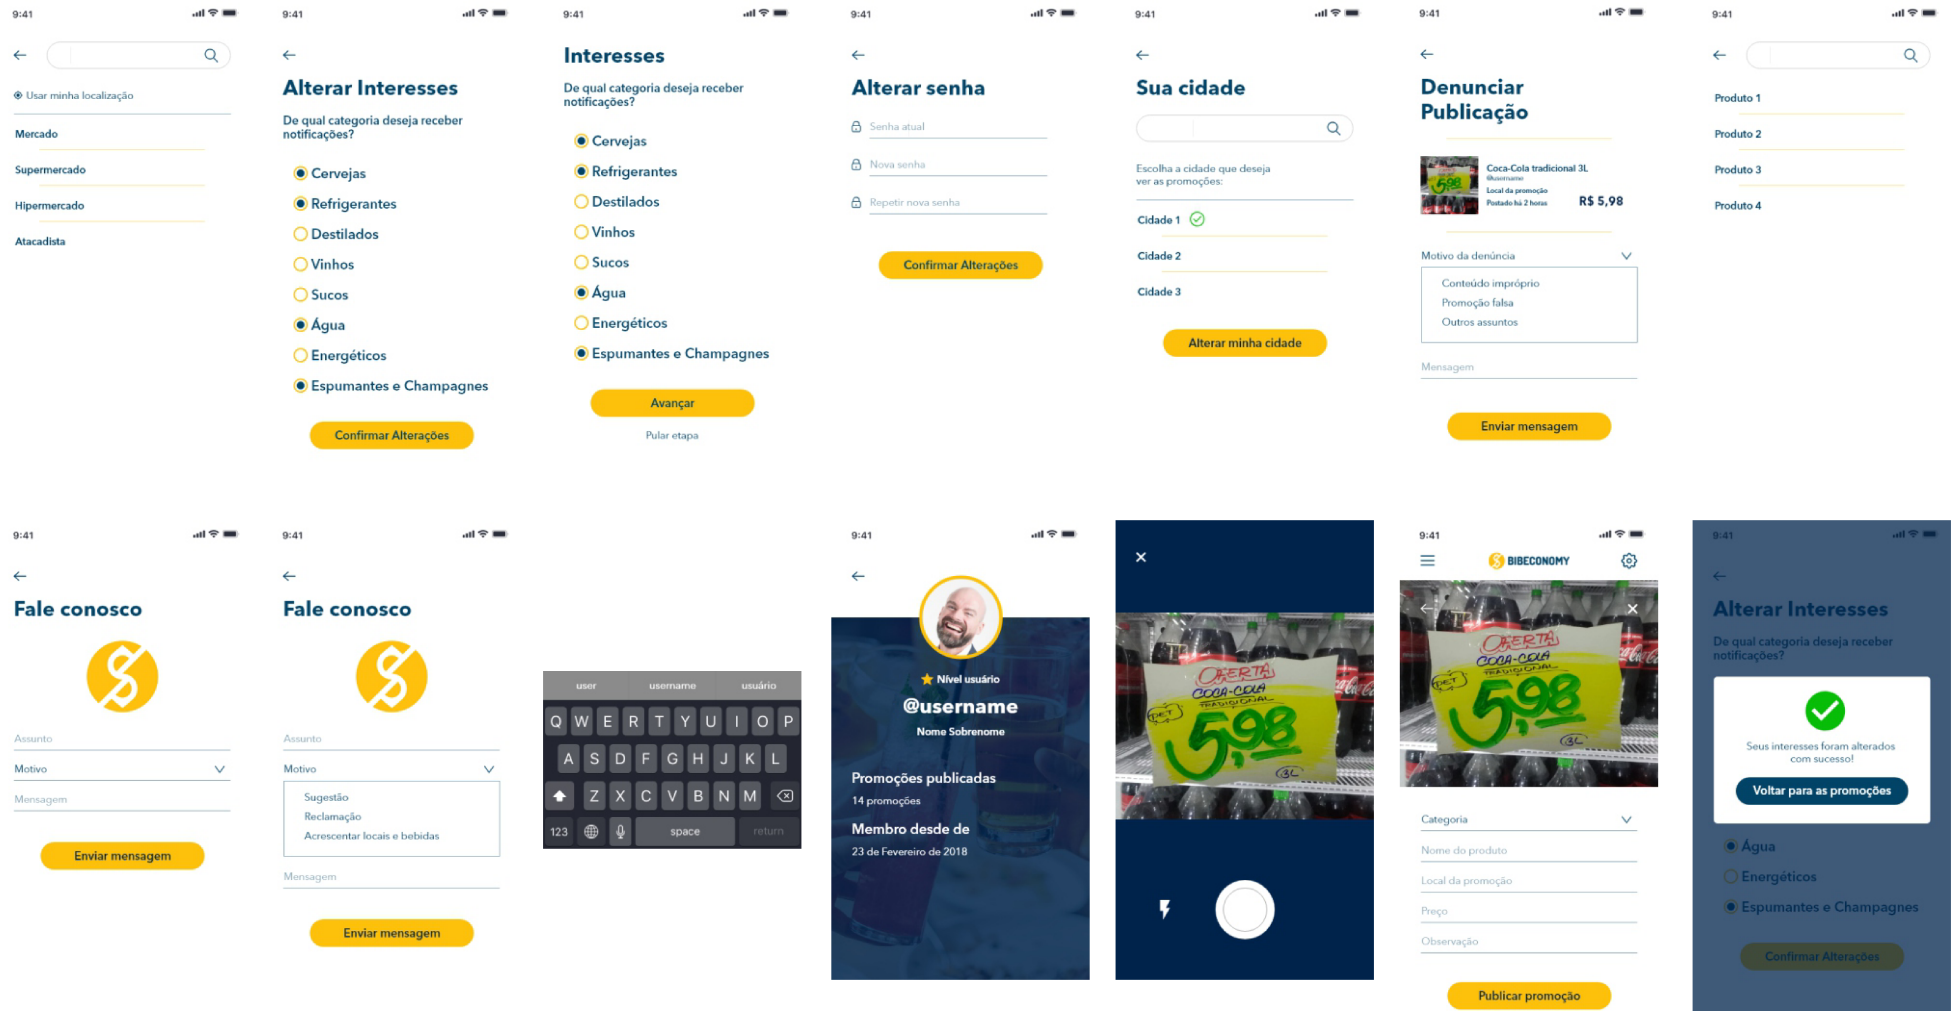 9:41
Usar minha localização
Mercado
Supermercado
Hipermercado
Atacadista
9:41
Alterar Interesses
De qual categoria deseja receber
notificações?
Cervejas
Refrigerantes
Destilados
Vinhos
Sucos
Água
Energéticos
Espumantes e Champagnes
Confirmar Alterações
9:41
Interesses
De qual categoria deseja receber
notificações?
Cervejas
Refrigerantes
Destilados
Vinhos
Sucos
Água
Energéticos
Espumantes e Champagnes
Avançar
Pular etapa
9:41
Alterar senha
Senha atual
Nova senha
Repetir nova senha
Confirmar Alterações
9:41
Sua cidade
Escolha a cidade que deseja
ver as promoções:
Cidade 1
Cidade 2
Cidade 3
Alterar minha cidade
9:41
Denunciar
Publicação
5,98
Coca-Cola tradicional 3L
@username
Local da promoção
Postado há 2 horas
R$ 5,98
Motivo da denúncia
Conteúdo impróprio
Promoção falsa
Outros assuntos
Mensagem
Enviar mensagem
9:41
Produto 1
Produto 2
Produto 3
Produto 4
9:41
Fale conosco
Assunto
Motivo
Mensagem
Enviar mensagem
9:41
Fale conosco
Assunto
Motivo
Sugestão
Reclamação
Acrescentar locais e bebidas
Mensagem
Enviar mensagem
user username usuário
Q W E R T Y U I O P
A S D F G H J K L
Z X C V B N M
123 space return
9:41
Nível usuário
@username
Nome Sobrenome
Promoções publicadas
14 promoções
Membro desde de
23 de Fevereiro de 2018
OFERTA
COCA-COLA
TRADICIONAL
PET
5,98
3L
9:41
BIBECONOMY
OFERTA
COCA-COLA
TRADICIONAL
PET
5,98
3L
Categoria
Nome do produto
Local da promoção
Preço
Observação
Publicar promoção
9:41
Alterar Interesses
De qual categoria deseja receber
notificações?
Seus interesses foram alterados
com sucesso!
Voltar para as promoções
Água
Energéticos
Espumantes e Champagnes
Confirmar Alterações